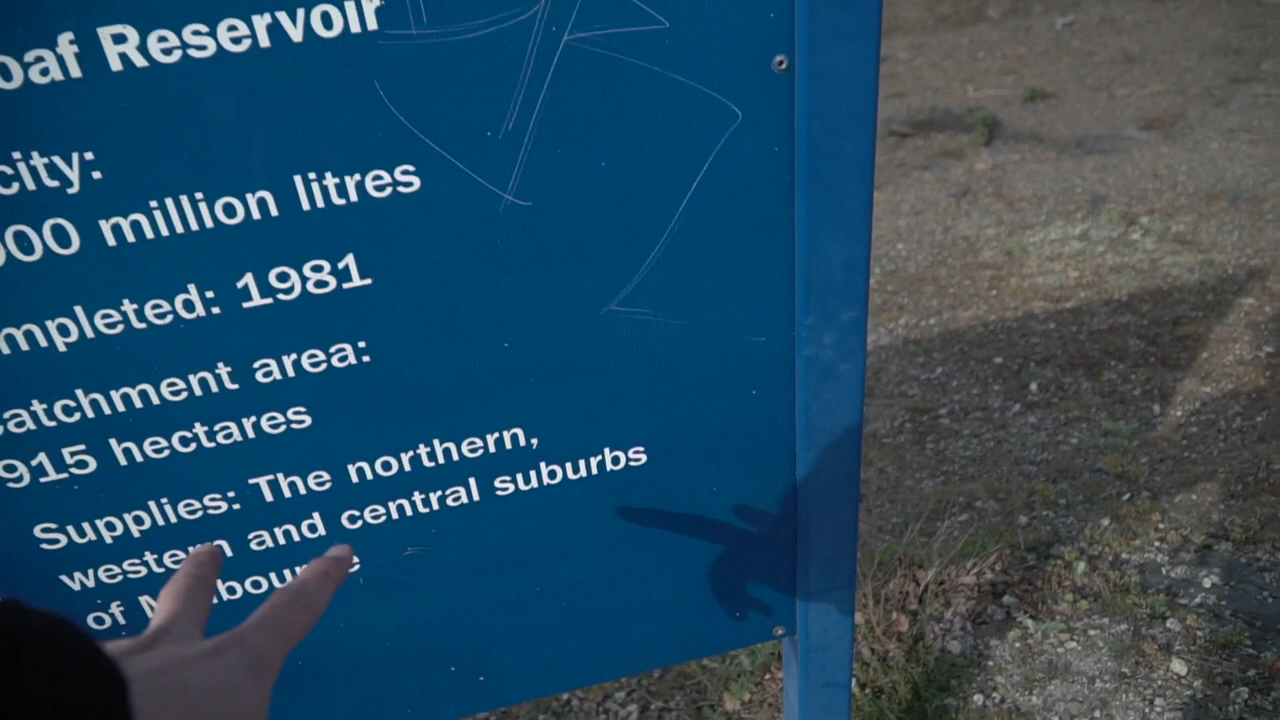 oaf Reservoir
city:
000 million litres
mpleted: 1981
atchment area:
915 hectares
Supplies: The northern,
western and central suburbs
of Melbourne